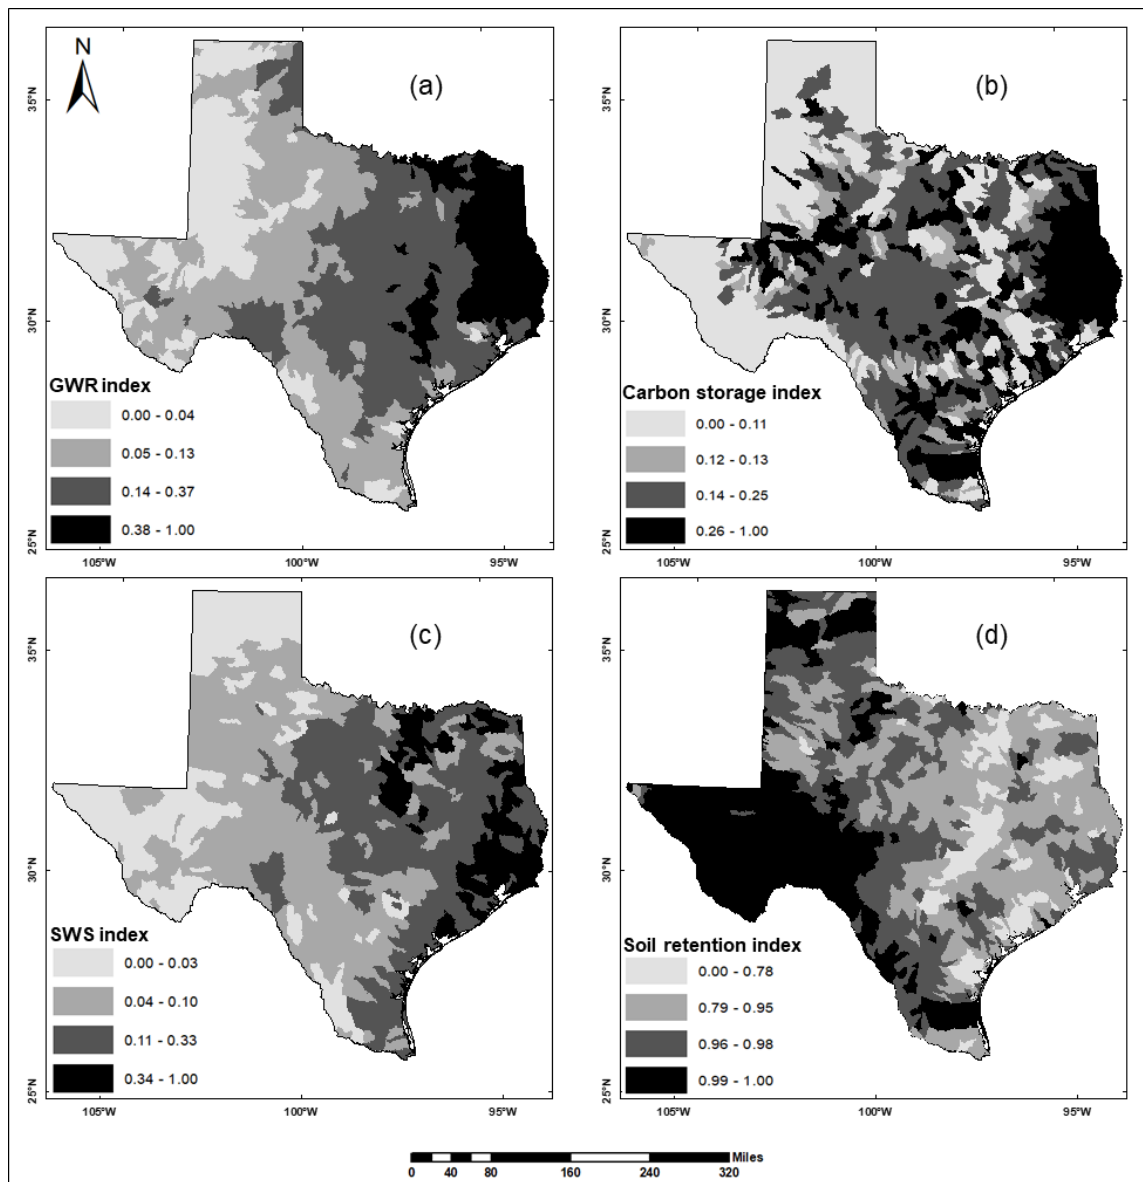 N
(a)
35°N
30°N
25°N
GWR index
0.00 - 0.04
0.05 - 0.13
0.14 - 0.37
0.38 - 1.00
105°W 100°W 95°W
(b)
35°N
30°N
25°N
Carbon storage index
0.00 - 0.11
0.12 - 0.13
0.14 - 0.25
0.26 - 1.00
105°W 100°W 95°W
(c)
35°N
30°N
25°N
SWS index
0.00 - 0.03
0.04 - 0.10
0.11 - 0.33
0.34 - 1.00
105°W 100°W 95°W
(d)
35°N
30°N
25°N
Soil retention index
0.00 - 0.78
0.79 - 0.95
0.96 - 0.98
0.99 - 1.00
105°W 100°W 95°W
Miles
0 40 80 160 240 320